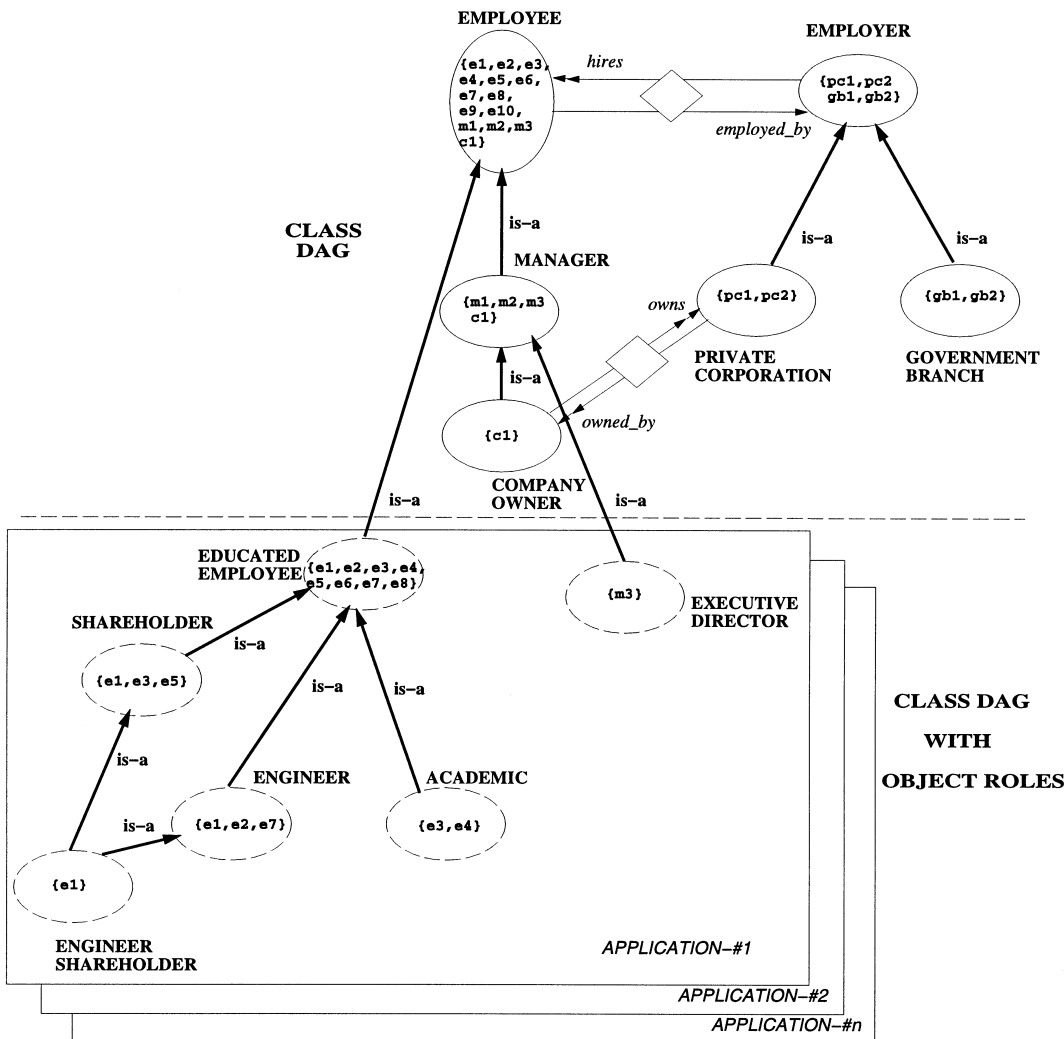 EMPLOYEE
EMPLOYER
{e1,e2,e3,
e4,e5,e6,
e7,e8,
e9,e10,
m1,m2,m3
c1}
hires
{pc1,pc2
gb1,gb2}
employed_by
CLASS
DAG
is-a
is-a
is-a
MANAGER
{m1,m2,m3
c1}
owns
{pc1,pc2}
{gb1,gb2}
PRIVATE
CORPORATION
GOVERNMENT
BRANCH
is-a
{c1}
owned_by
COMPANY
OWNER
is-a
is-a
EDUCATED
EMPLOYEE
{e1,e2,e3,e4,
e5,e6,e7,e8}
{m3}
EXECUTIVE
DIRECTOR
SHAREHOLDER
is-a
{e1,e3,e5}
is-a
is-a
CLASS DAG
WITH
OBJECT ROLES
is-a
ENGINEER
ACADEMIC
is-a
{e1,e2,e7}
{e3,e4}
{e1}
ENGINEER
SHAREHOLDER
APPLICATION-#1
APPLICATION-#2
APPLICATION-#n